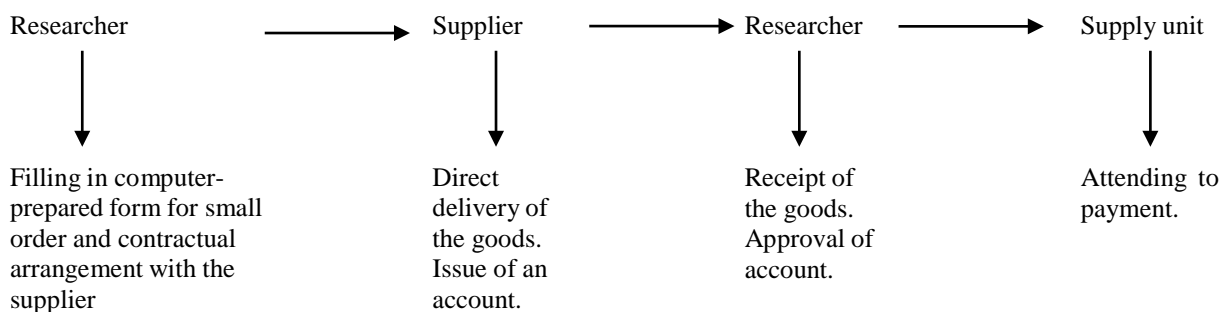 Researcher
Supplier
Researcher
Supply unit
Filling in computer-
prepared form for small
order and contractual
arrangement with the
supplier
Direct
delivery of
the goods.
Issue of an
account.
Receipt of
the goods.
Approval of
account.
Attending to
payment.